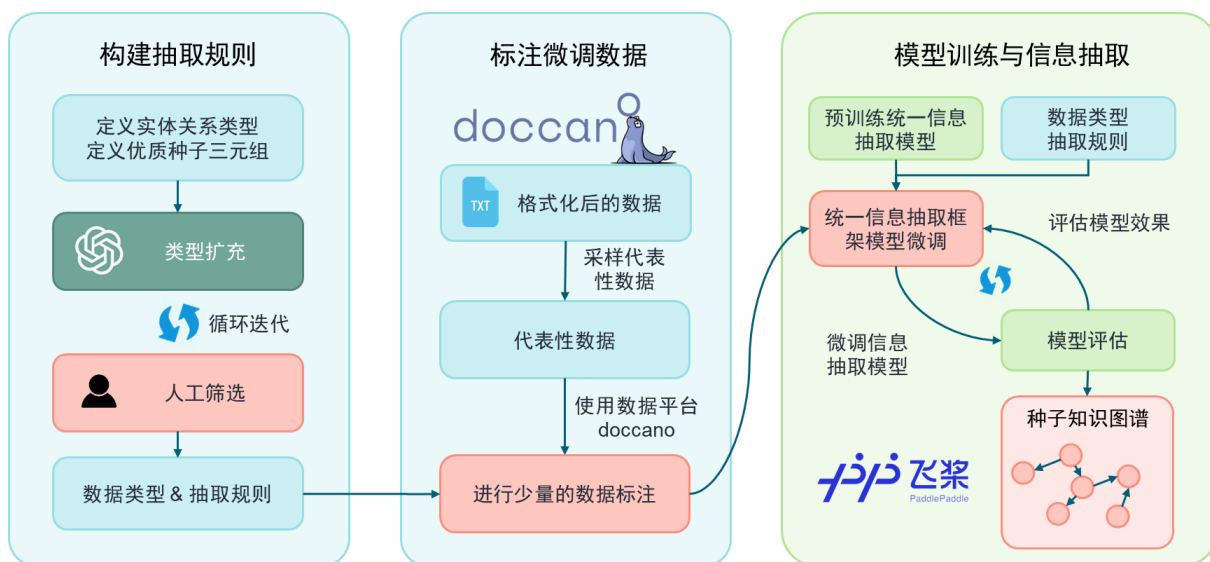 构建抽取规则
定义实体关系类型
定义优质种子三元组
类型扩充
循环迭代
人工筛选
数据类型 & 抽取规则
标注微调数据
doccano
TXT
格式化后的数据
采样代表
性数据
代表性数据
使用数据平台
doccano
进行少量的数据标注
模型训练与信息抽取
预训练统一信息
抽取模型
数据类型
抽取规则
统一信息抽取框
架模型微调
评估模型效果
微调信息
抽取模型
模型评估
种子知识图谱
飞桨
PaddlePaddle